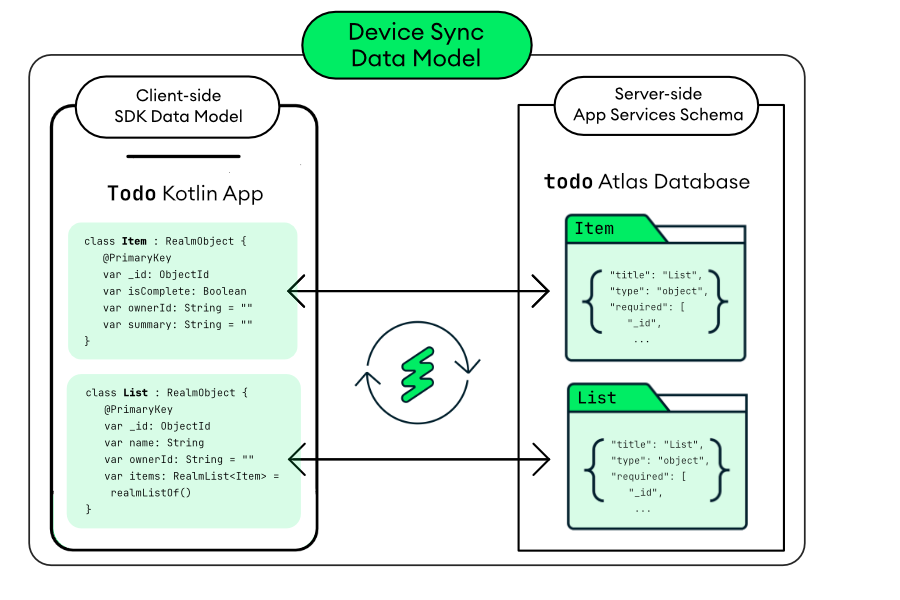 Device Sync
Data Model
Client-side
SDK Data Model
Todo Kotlin App
class Item : RealmObject {
@PrimaryKey
var _id: ObjectId
var isComplete: Boolean
var ownerId: String = ""
var summary: String = ""
}
class List : RealmObject {
@PrimaryKey
var _id: ObjectId
var name: String
var ownerId: String = ""
var items: RealmList<Item> =
realmListOf()
}
Server-side
App Services Schema
todo Atlas Database
Item
{ "title": "List", }
"type": "object",
"required": [
"_id",
...
List
{ "title": "List", }
"type": "object",
"required": [
"_id",
...